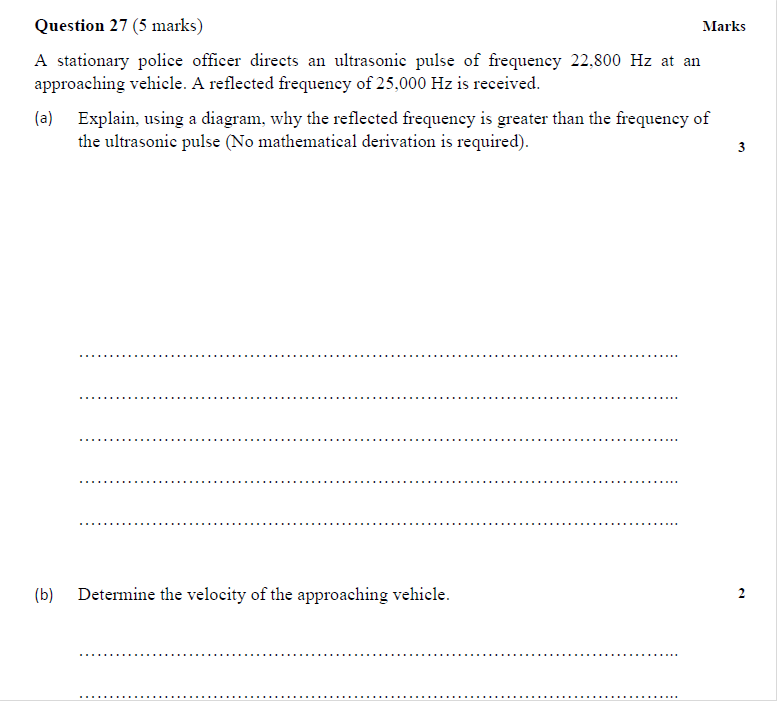 Question 27 (5 marks) Marks
A stationary police officer directs an ultrasonic pulse of frequency 22,800 Hz at an
approaching vehicle. A reflected frequency of 25,000 Hz is received.
(a) Explain, using a diagram, why the reflected frequency is greater than the frequency of
the ultrasonic pulse (No mathematical derivation is required).
3
(b) Determine the velocity of the approaching vehicle. 2